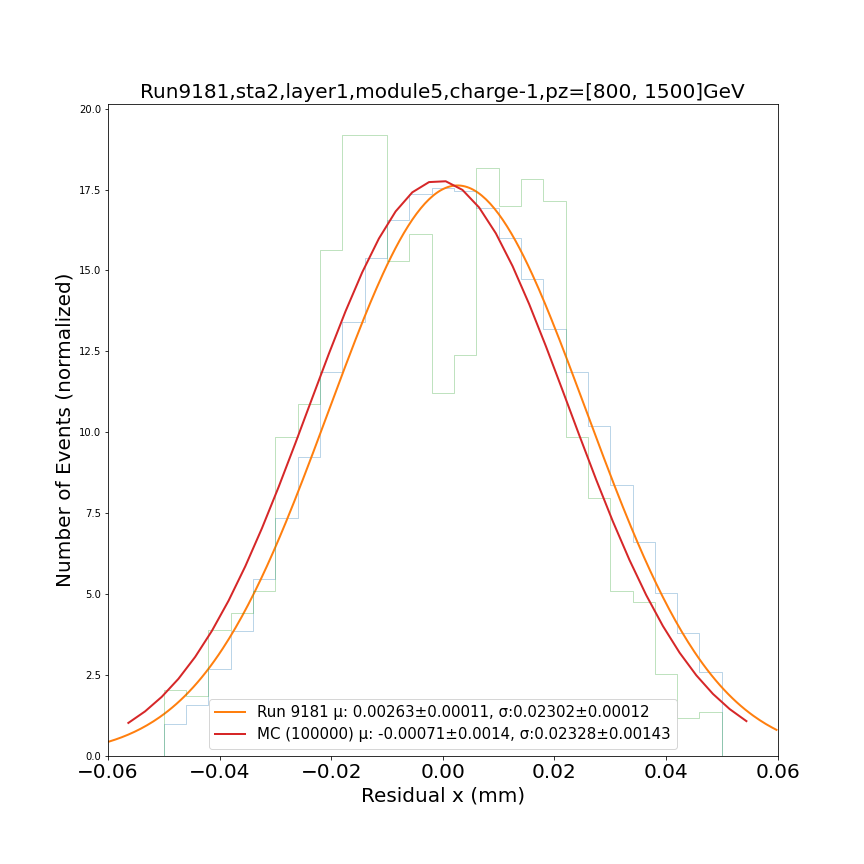 Run9181,sta2,layer1,module5,charge-1,pz=[800, 1500]GeV
20.0
17.5
15.0
12.5
10.0
7.5
5.0
2.5
0.0
Number of Events (normalized)
Run 9181 μ: 0.00263±0.00011, σ:0.02302±0.00012
MC (100000) μ: -0.00071±0.0014, σ:0.02328±0.00143
−0.06 −0.04 −0.02 0.00 0.02 0.04 0.06
Residual x (mm)